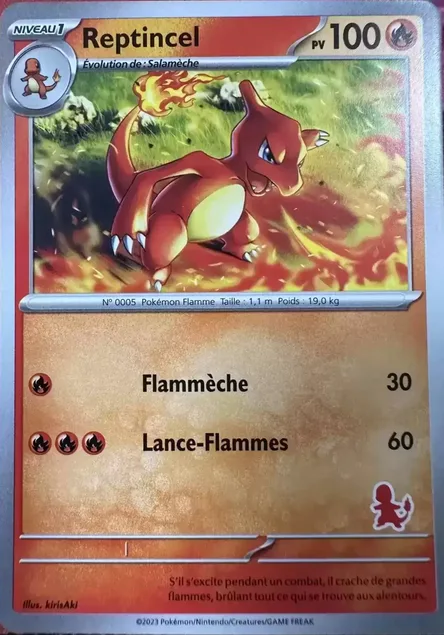 NIVEAU 1
Reptincel
PV 100
Évolution de : Salamèche
N° 0005 Pokémon Flamme Taille : 1,1 m Poids : 19,0 kg
Flammèche 30
Lance-Flammes 60
S'il s'excite pendant un combat, il crache de grandes
flammes, brûlant tout ce qui se trouve aux alentours.
Illus. kirisAki
©2023 Pokémon/Nintendo/Creatures/GAME FREAK